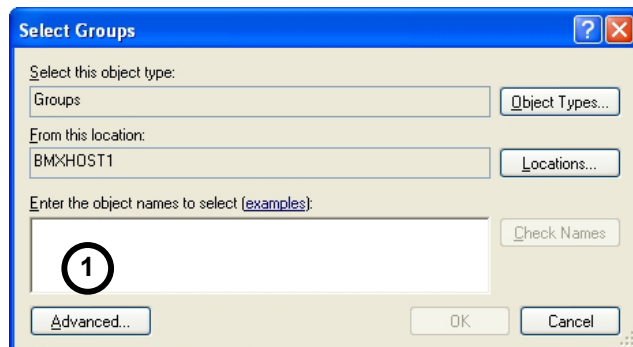 Select Groups
Select this object type:
Groups
Object Types...
From this location:
BMXHOST1
Locations...
Enter the object names to select (examples):
Check Names
1
Advanced...
OK
Cancel